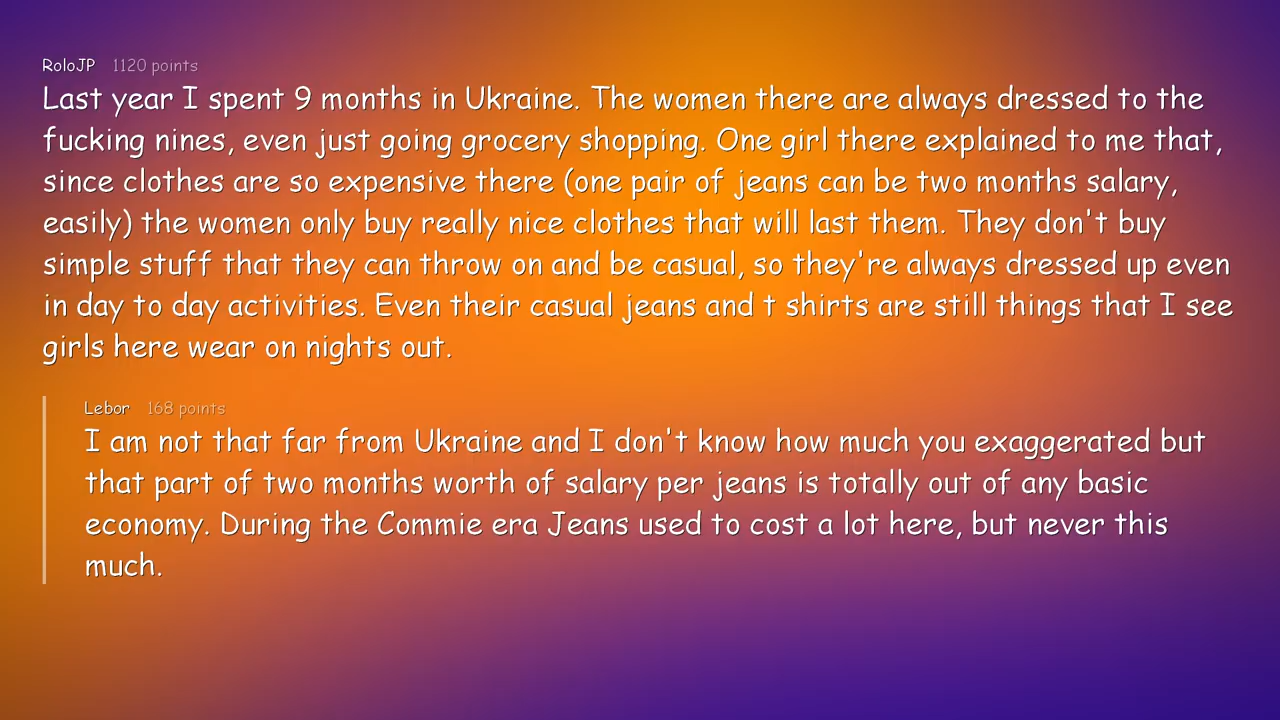 RoloJP 1120 points
Last year I spent 9 months in Ukraine. The women there are always dressed to the
fucking nines, even just going grocery shopping. One girl there explained to me that,
since clothes are so expensive there (one pair of jeans can be two months salary,
easily) the women only buy really nice clothes that will last them. They don't buy
simple stuff that they can throw on and be casual, so they're always dressed up even
in day to day activities. Even their casual jeans and t shirts are still things that I see
girls here wear on nights out.
Lebor 168 points
I am not that far from Ukraine and I don't know how much you exaggerated but
that part of two months worth of salary per jeans is totally out of any basic
economy. During the Commie era Jeans used to cost a lot here, but never this
much.